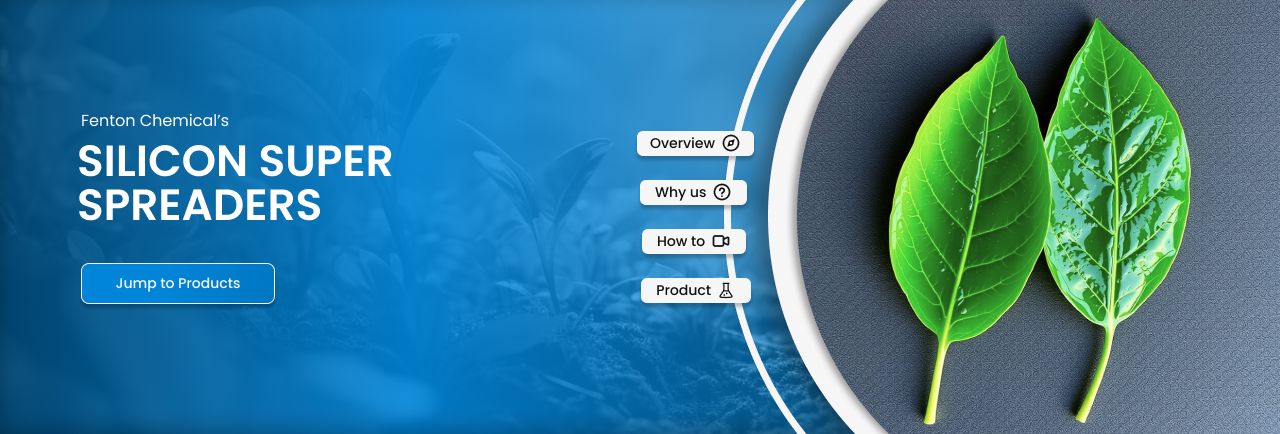 Fenton Chemical’s
SILICON SUPER
SPREADERS
Jump to Products
Overview
Why us
How to
Product